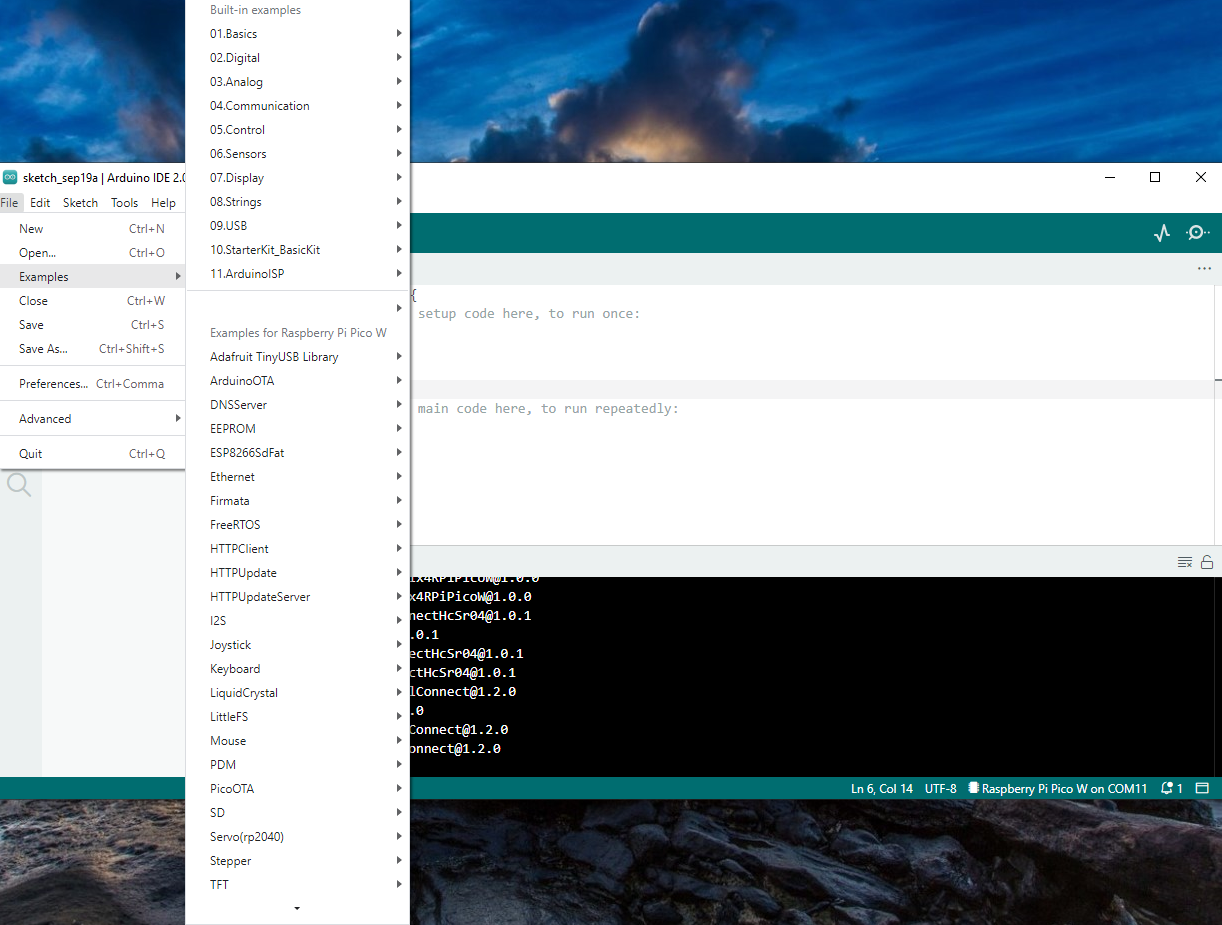 sketch_sep19a | Arduino IDE 2.0
File Edit Sketch Tools Help
New Ctrl+N
Open... Ctrl+O
Examples
Close Ctrl+W
Save Ctrl+S
Save As... Ctrl+Shift+S
Preferences... Ctrl+Comma
Advanced
Quit Ctrl+Q
Built-in examples
01.Basics
02.Digital
03.Analog
04.Communication
05.Control
06.Sensors
07.Display
08.Strings
09.USB
10.StarterKit_BasicKit
11.ArduinoISP
Examples for Raspberry Pi Pico W
Adafruit TinyUSB Library
ArduinoOTA
DNSServer
EEPROM
ESP8266SdFat
Ethernet
Firmata
FreeRTOS
HTTPClient
HTTPUpdate
HTTPUpdateServer
I2S
Joystick
Keyboard
LiquidCrystal
LittleFS
Mouse
PDM
PicoOTA
SD
Servo(rp2040)
Stepper
TFT
{
setup code here, to run once:
main code here, to run repeatedly:
x4RPiPicoW@1.0.0
x4RPiPicoW@1.0.0
nectHcSr04@1.0.1
.0.1
ectHcSr04@1.0.1
ctHcSr04@1.0.1
lConnect@1.2.0
.0
Connect@1.2.0
onnect@1.2.0
Ln 6, Col 14 UTF-8 Raspberry Pi Pico W on COM11 1